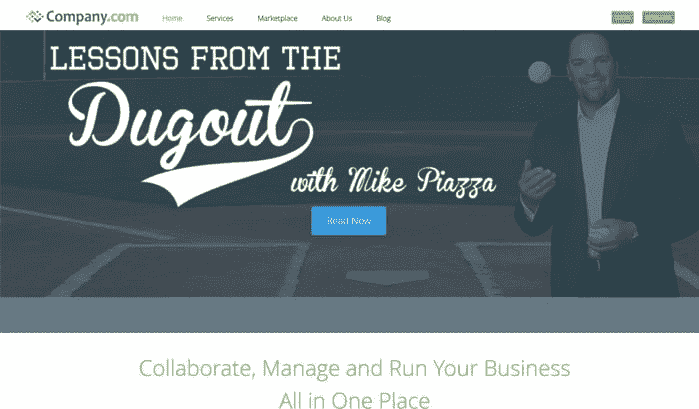 Company.com
Home Services Marketplace About Us Blog
LESSONS FROM THE
Dugout
with Mike Piazza
Read Now
Collaborate, Manage and Run Your Business
All in One Place